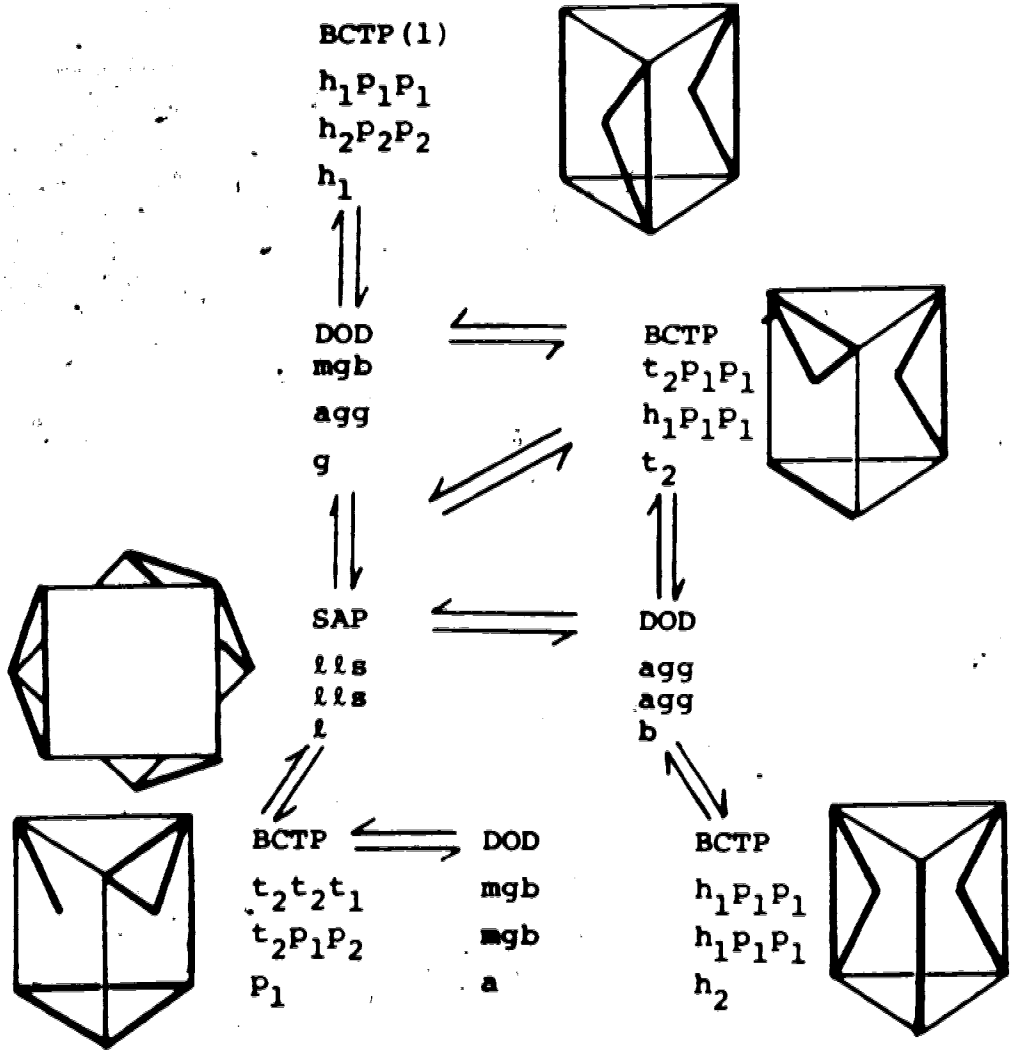 BCTP(1)
h₁p₁p₁
h₂p₂p₂
h₁
DOD
mgb
agg
g
BCTP
t₂p₁p₁
h₁p₁p₁
t₂
SAP
ℓℓs
ℓℓs
ℓ
DOD
agg
agg
b
BCTP
t₂t₂t₁
t₂p₁p₂
p₁
DOD
mgb
mgb
a
BCTP
h₁p₁p₁
h₁p₁p₁
h₂